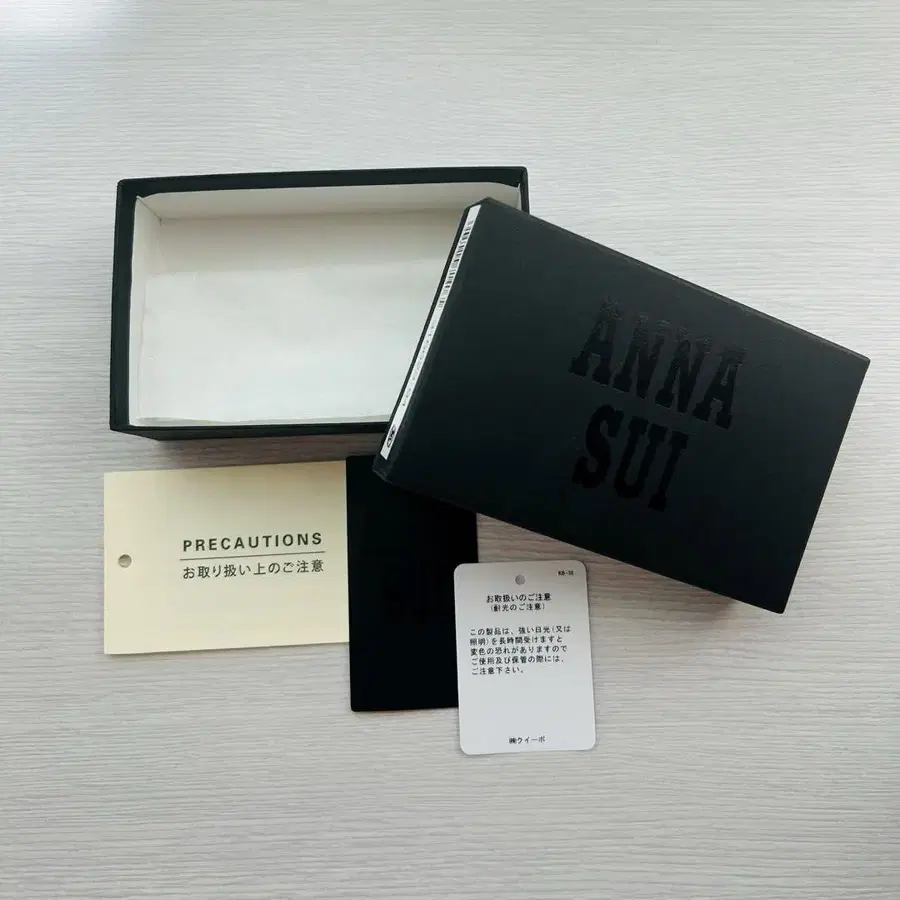 ANNA
SUI
PRECAUTIONS
お取り扱い上のご注意
KB-38
お取扱いのご注意
(耐光のご注意)
この製品は、強い日光(又は
照明)を長時間受けますと
変色の恐れがありますので
ご使用及び保管の際には、
ご注意下さい。
㈱クイーポ